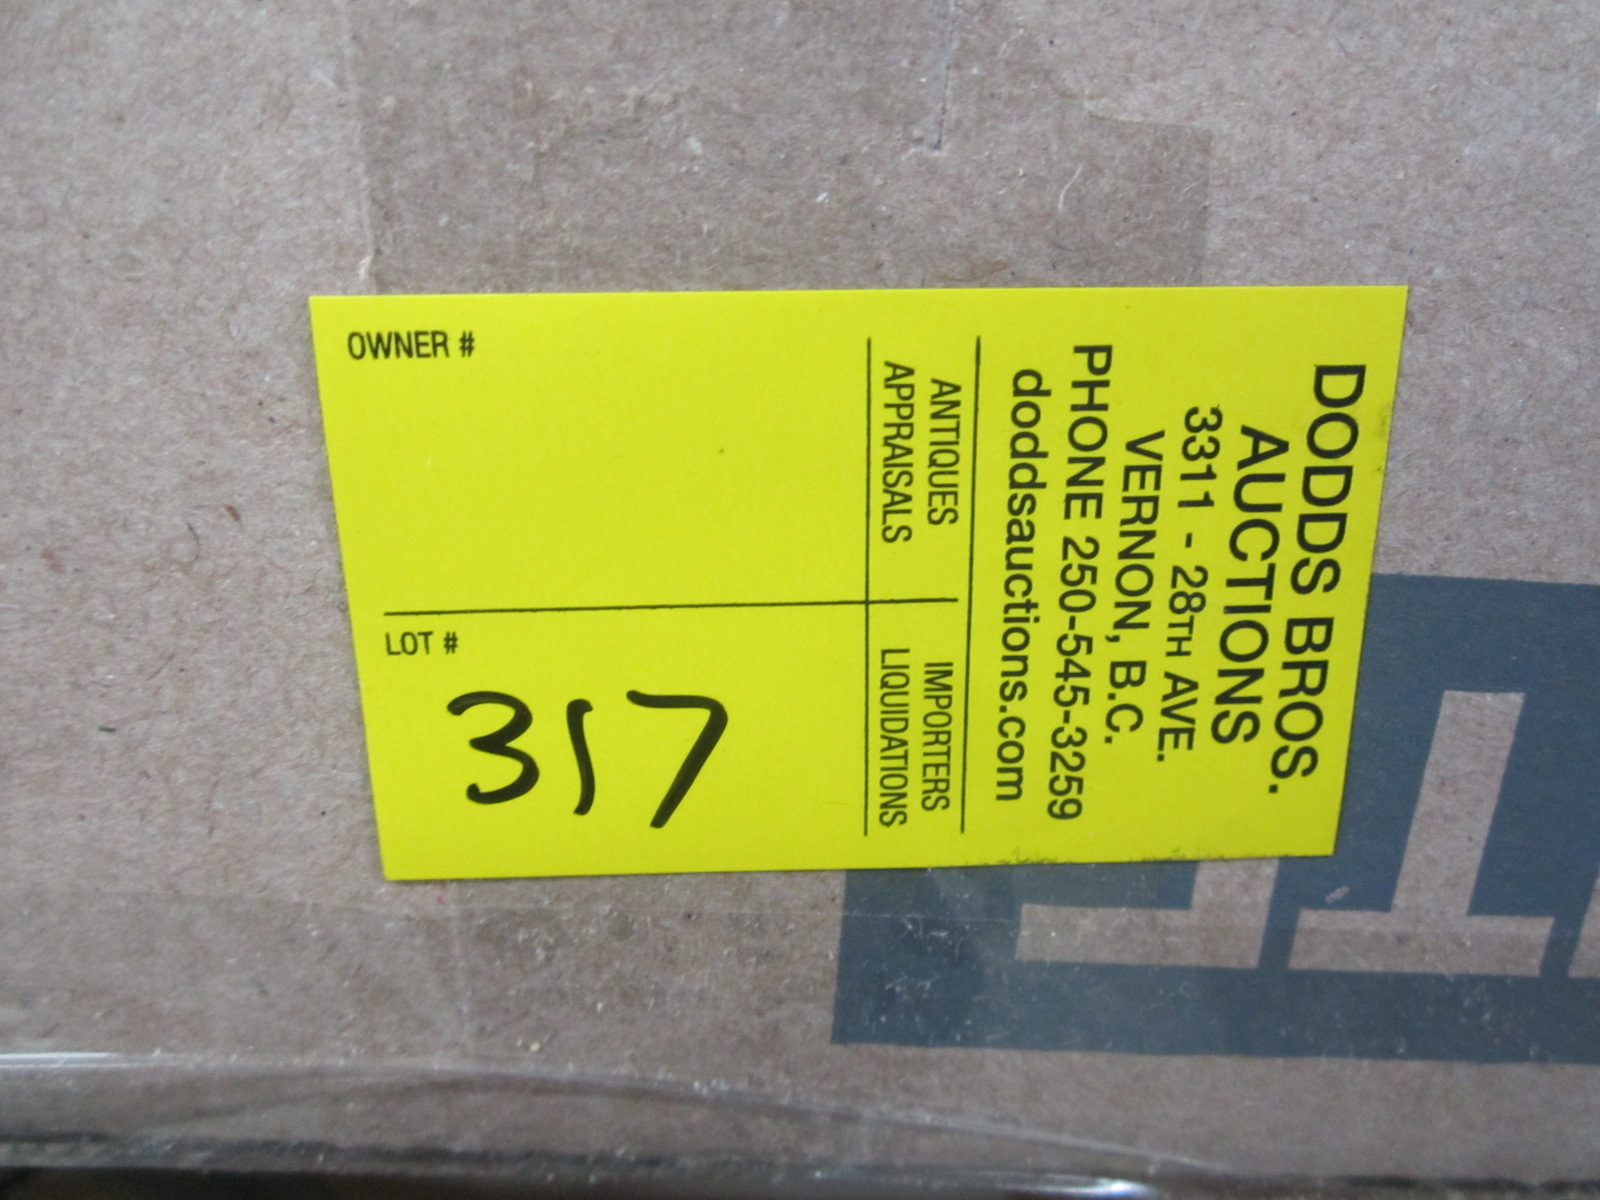 DODDS BROS.
AUCTIONS
3311 - 28TH AVE.
VERNON, B.C.
PHONE 250-545-3259
doddsauctions.com
ANTIQUES
APPRAISALS
IMPORTERS
LIQUIDATIONS
OWNER #
LOT #
317